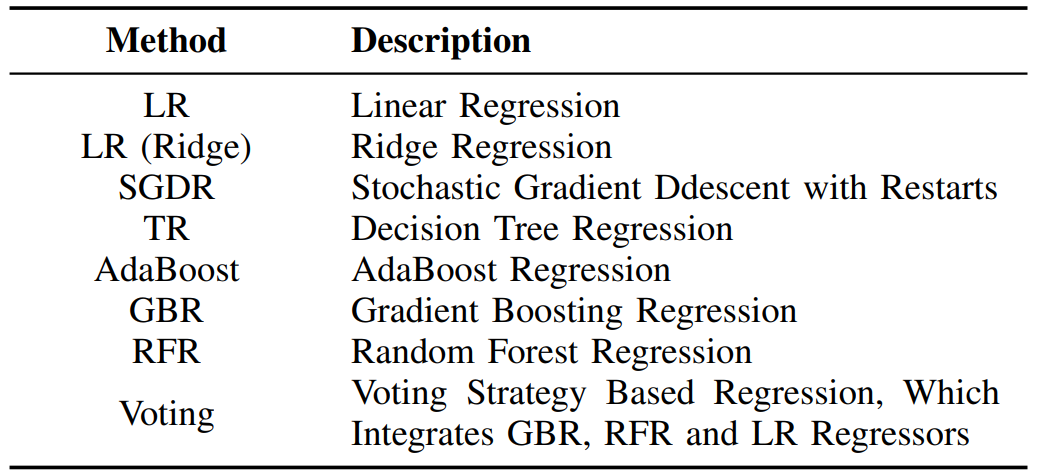 Method Description
LR Linear Regression
LR (Ridge) Ridge Regression
SGDR Stochastic Gradient Ddescent with Restarts
TR Decision Tree Regression
AdaBoost AdaBoost Regression
GBR Gradient Boosting Regression
RFR Random Forest Regression
Voting Voting Strategy Based Regression, Which
Integrates GBR, RFR and LR Regressors